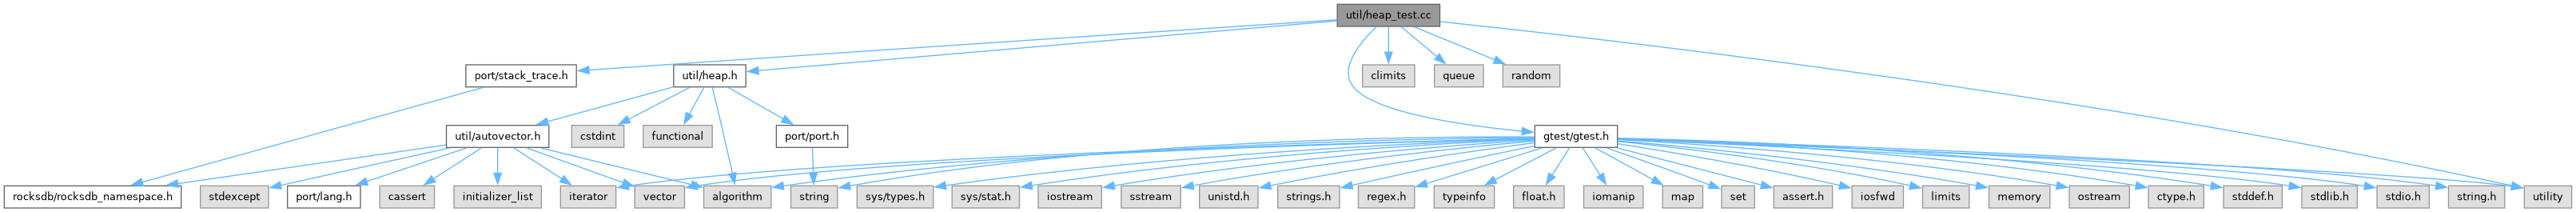 util/heap_test.cc
port/stack_trace.h
util/heap.h
climits
queue
random
util/autovector.h
cstdint
functional
port/port.h
gtest/gtest.h
rocksdb/rocksdb_namespace.h
stdexcept
port/lang.h
cassert
initializer_list
iterator
vector
algorithm
string
sys/types.h
sys/stat.h
iostream
sstream
unistd.h
strings.h
regex.h
typeinfo
float.h
iomanip
map
set
assert.h
iosfwd
limits
memory
ostream
ctype.h
stddef.h
stdlib.h
stdio.h
string.h
utility